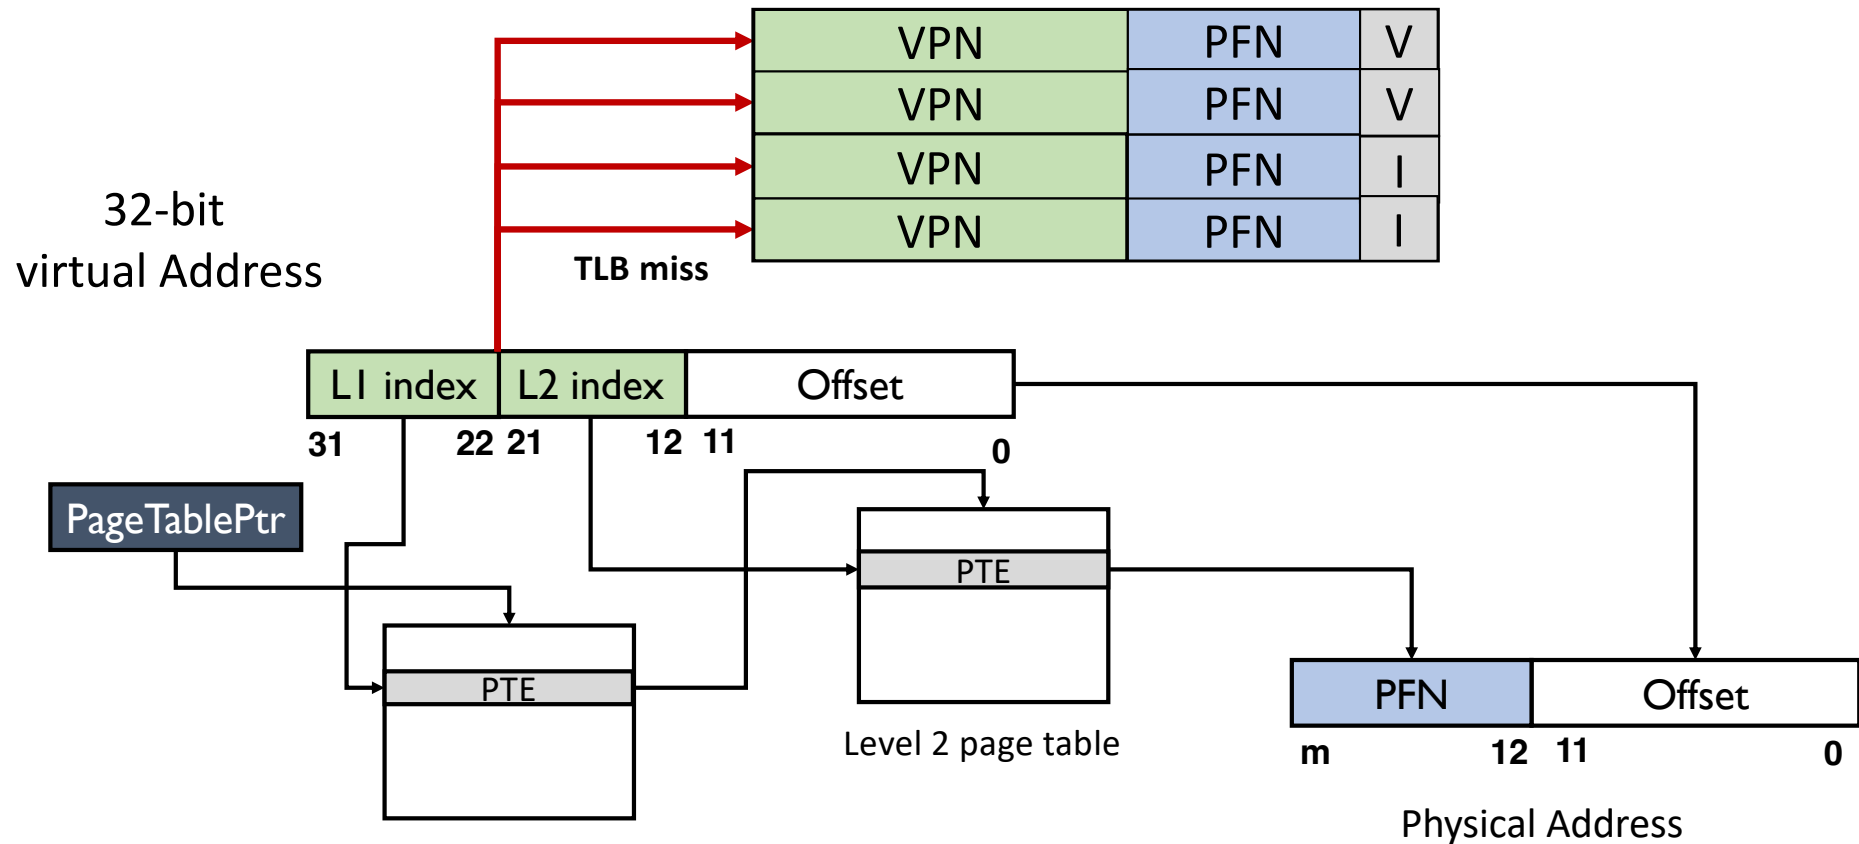 VPN PFN V
VPN PFN V
VPN PFN I
VPN PFN I
32-bit
virtual Address
TLB miss
L1 index L2 index Offset
31 22 21 12 11 0
PageTablePtr
PTE
PTE
Level 2 page table
PFN Offset
m 12 11 0
Physical Address